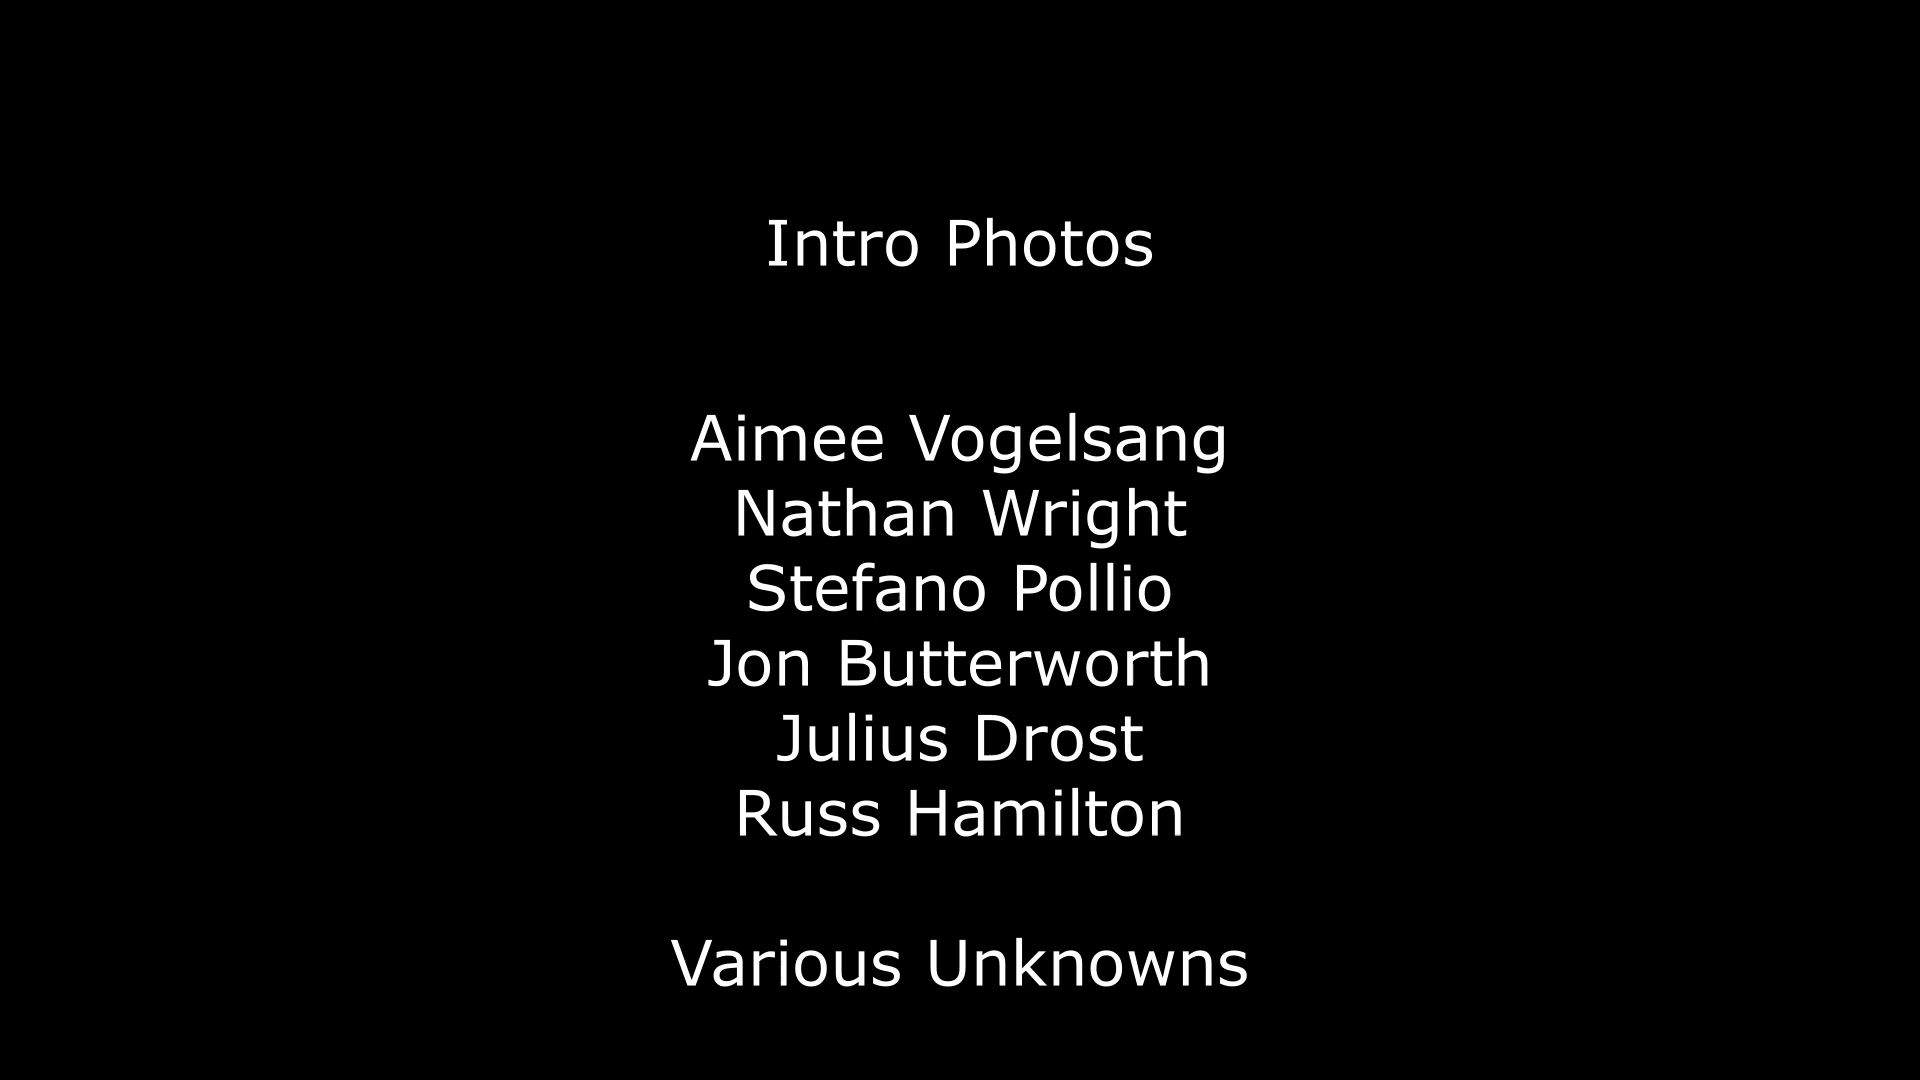 Intro Photos
Aimee Vogelsang
Nathan Wright
Stefano Pollio
Jon Butterworth
Julius Drost
Russ Hamilton
Various Unknowns